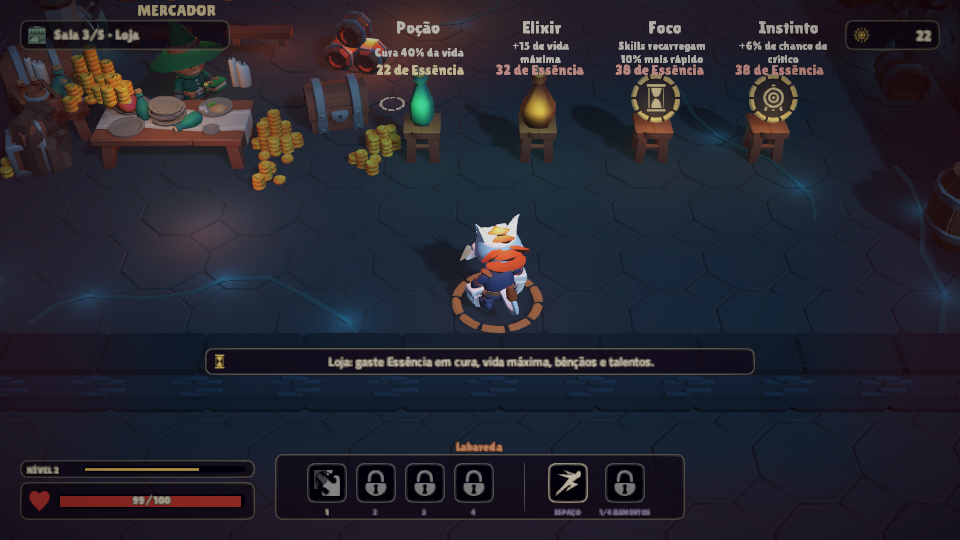 MERCADOR
Sala 3/5 - Loja
Poção
Cura 40% da vida
22 de Essência
Elixir
+15 de vida
máxima
32 de Essência
Foco
Skills recarregam
10% mais rápido
38 de Essência
Instinto
+6% de chance de
crítico
38 de Essência
22
Loja: gaste Essência em cura, vida máxima, bênçãos e talentos.
Labareda
NÍVEL 2
99/100
1
2
3
4
ESPAÇO
1/4 ELEMENTOS